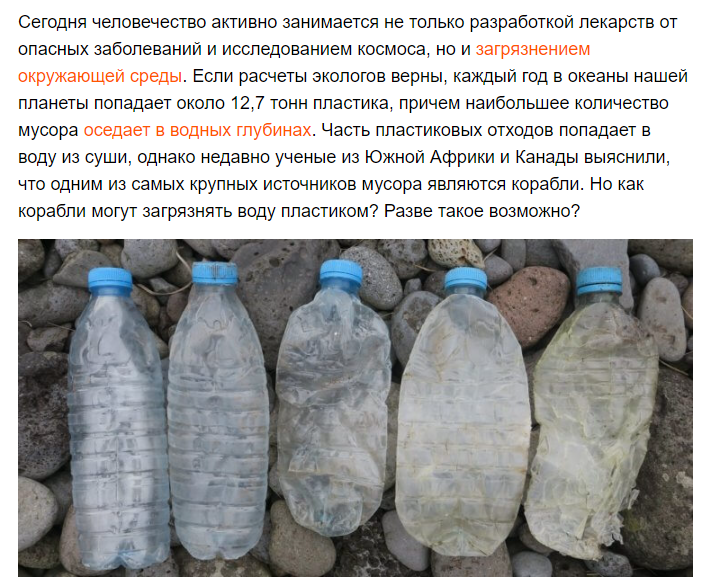 Сегодня человечество активно занимается не только разработкой лекарств от
опасных заболеваний и исследованием космоса, но и загрязнением
окружающей среды. Если расчеты экологов верны, каждый год в океаны нашей
планеты попадает около 12,7 тонн пластика, причем наибольшее количество
мусора оседает в водных глубинах. Часть пластиковых отходов попадает в
воду из суши, однако недавно ученые из Южной Африки и Канады выяснили,
что одним из самых крупных источников мусора являются корабли. Но как
корабли могут загрязнять воду пластиком? Разве такое возможно?